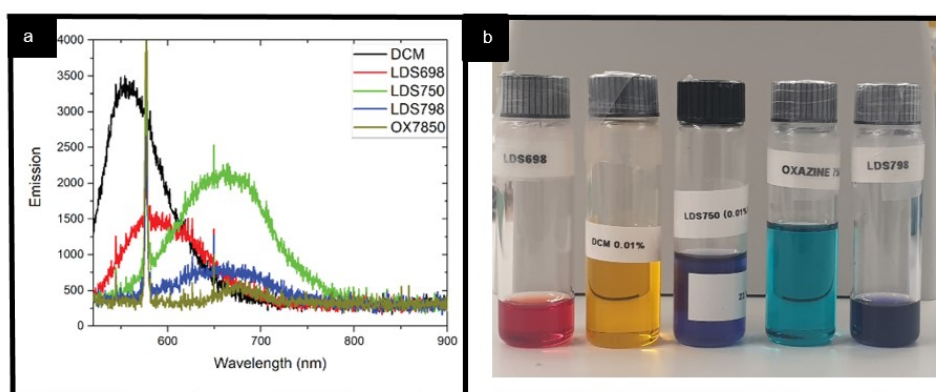 a
4000
3500
3000
2500
2000
1500
1000
500
0
Emission
600
700
800
900
Wavelength (nm)
DCM
LDS698
LDS750
LDS798
OX7850
b
LDS698
DCM 0.01%
LDS750 (0.01%
OXAZINE
LDS798